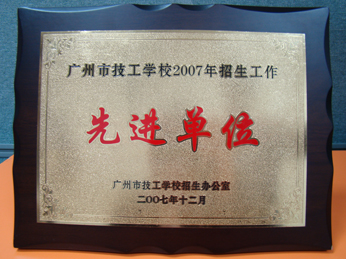 广州市技工学校2007年招生工作
先进单位
广州市技工学校招生办公室
二〇〇七年十二月